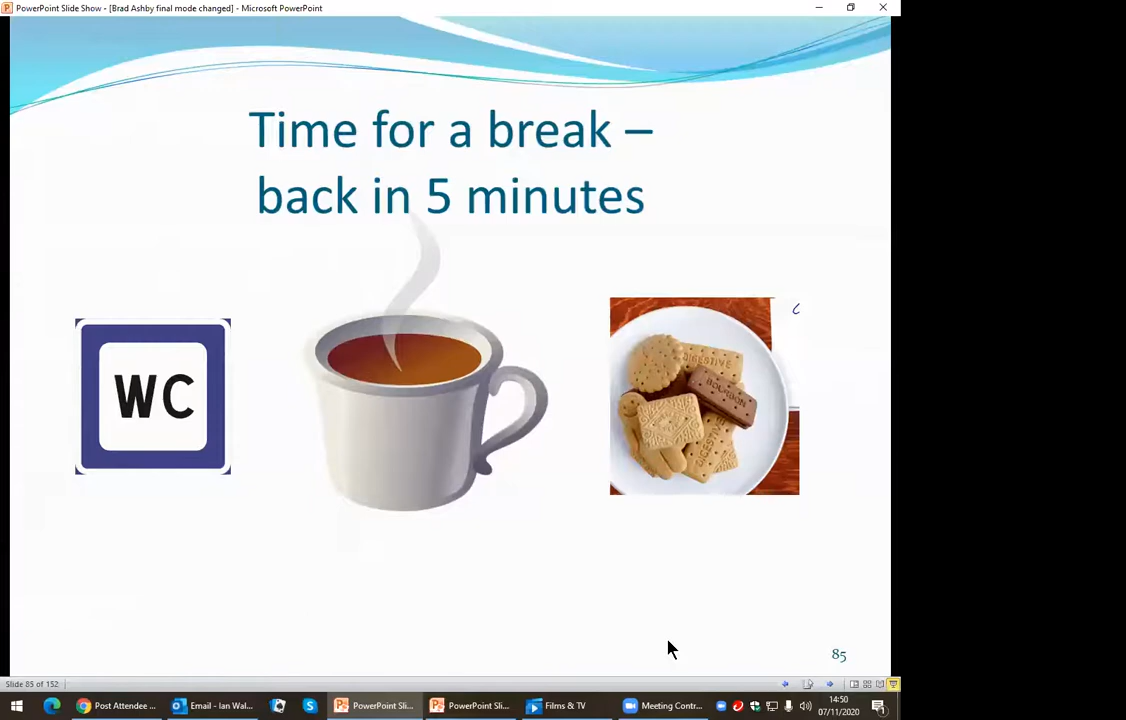 PowerPoint Slide Show - [Brad Ashby final mode changed] - Microsoft PowerPoint
Time for a break –
back in 5 minutes
WC
DIGESTIVE
BOURBON
DIGESTIVE
85
Slide 85 of 152
Post Attendee ...
Email - Ian Wal...
PowerPoint Sli...
PowerPoint Sli...
Films & TV
Meeting Contr...
14:50
07/11/2020